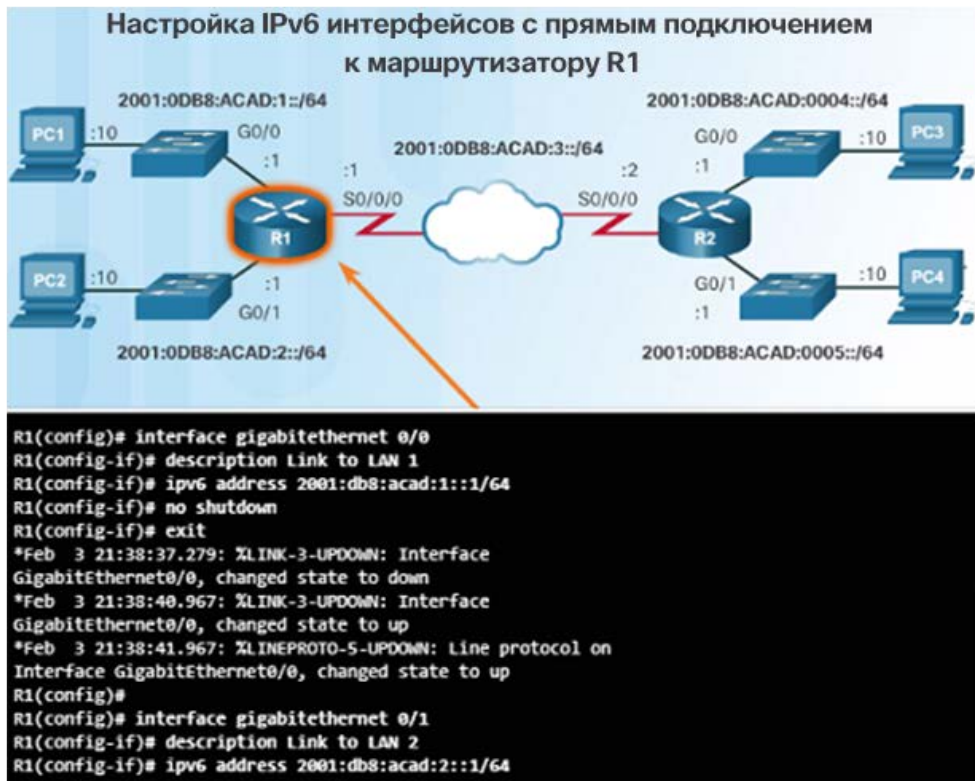 Настройка IPv6 интерфейсов с прямым подключением
к маршрутизатору R1
2001:0DB8:ACAD:1::/64
2001:0DB8:ACAD:0004::/64
PC1
:10
G0/0
:1
2001:0DB8:ACAD:3::/64
G0/0
:1
:10
PC3
:1
S0/0/0
:2
S0/0/0
R1
R2
PC2
:10
:1
G0/1
G0/1
:1
:10
PC4
2001:0DB8:ACAD:2::/64
2001:0DB8:ACAD:0005::/64
R1(config)# interface gigabitethernet 0/0
R1(config-if)# description Link to LAN 1
R1(config-if)# ipv6 address 2001:db8:acad:1::1/64
R1(config-if)# no shutdown
R1(config-if)# exit
*Feb  3 21:38:37.279: %LINK-3-UPDOWN: Interface
GigabitEthernet0/0, changed state to down
*Feb  3 21:38:40.967: %LINK-3-UPDOWN: Interface
GigabitEthernet0/0, changed state to up
*Feb  3 21:38:41.967: %LINEPROTO-5-UPDOWN: Line protocol on
Interface GigabitEthernet0/0, changed state to up
R1(config)#
R1(config)# interface gigabitethernet 0/1
R1(config-if)# description Link to LAN 2
R1(config-if)# ipv6 address 2001:db8:acad:2::1/64